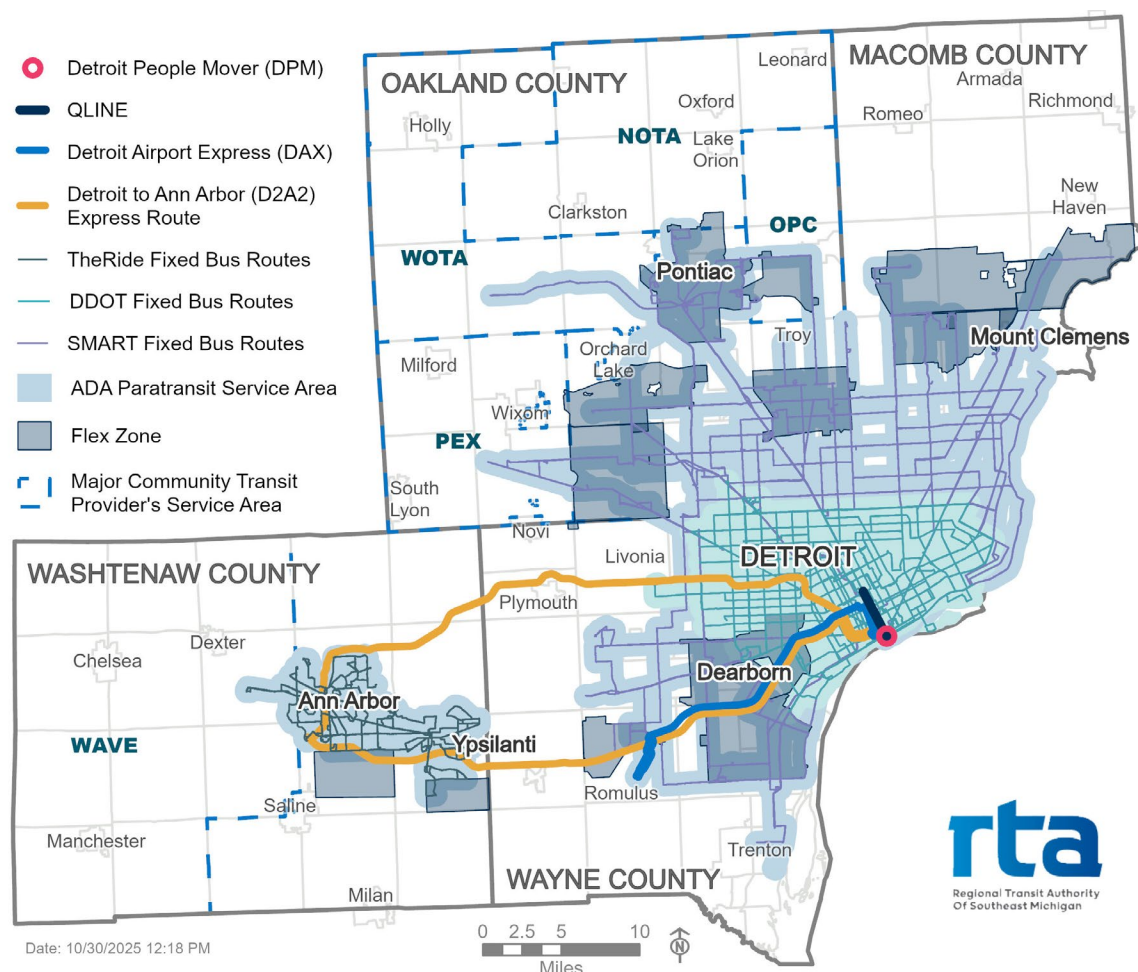 Detroit People Mover (DPM)
QLINE
Detroit Airport Express (DAX)
Detroit to Ann Arbor (D2A2)
Express Route
TheRide Fixed Bus Routes
DDOT Fixed Bus Routes
SMART Fixed Bus Routes
ADA Paratransit Service Area
Flex Zone
Major Community Transit
Provider's Service Area
OAKLAND COUNTY
MACOMB COUNTY
Leonard
Armada
Richmond
Oxford
Romeo
Holly
NOTA
Lake
Orion
New
Haven
Clarkston
OPC
WOTA
Pontiac
Mount Clemens
Troy
Orchard
Lake
Milford
Wixom
PEX
South
Lyon
Novi
Livonia
DETROIT
WASHTENAW COUNTY
Plymouth
Dexter
Chelsea
Dearborn
Ann Arbor
Ypsilanti
WAVE
Romulus
Saline
Manchester
Trenton
Milan
WAYNE COUNTY
rta
Regional Transit Authority
Of Southeast Michigan
Date: 10/30/2025 12:18 PM
0 2.5 5 10
Miles
N